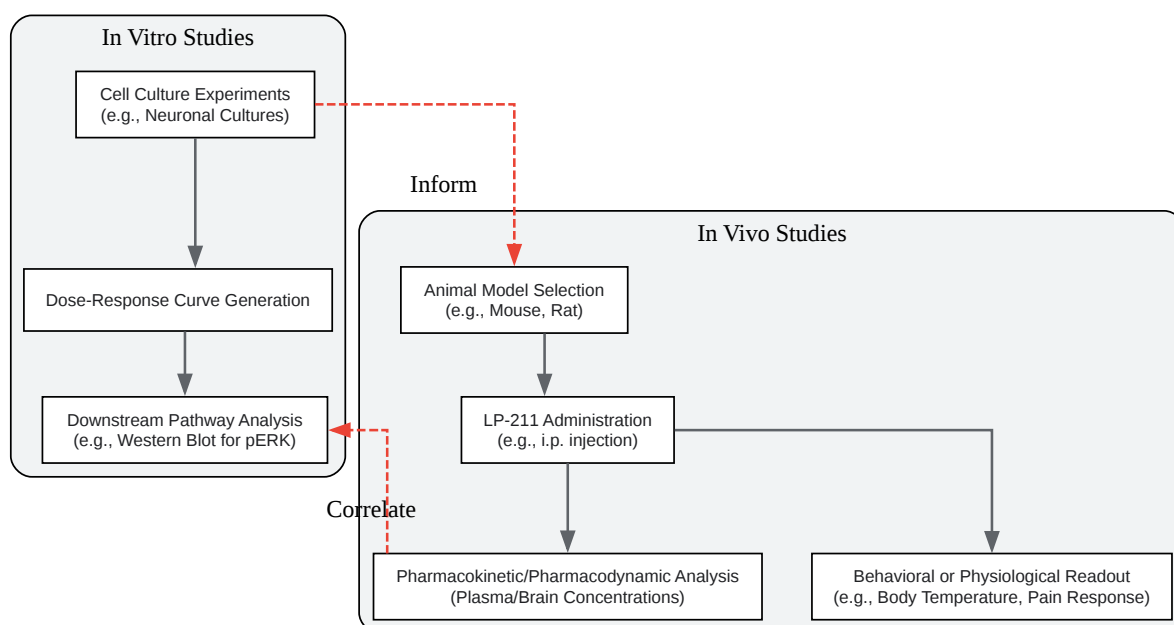 In Vitro Studies
Cell Culture Experiments
(e.g., Neuronal Cultures)
Inform
Dose-Response Curve Generation
Downstream Pathway Analysis
(e.g., Western Blot for pERK)
Correlate
In Vivo Studies
Animal Model Selection
(e.g., Mouse, Rat)
LP-211 Administration
(e.g., i.p. injection)
Pharmacokinetic/Pharmacodynamic Analysis
(Plasma/Brain Concentrations)
Behavioral or Physiological Readout
(e.g., Body Temperature, Pain Response)